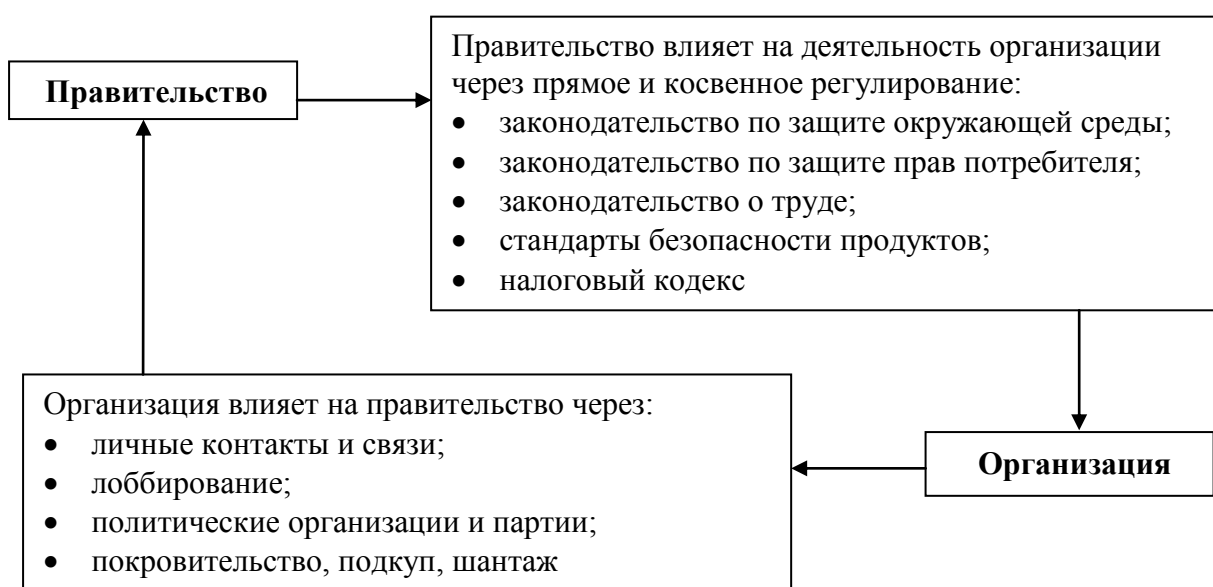 Правительство
Правительство влияет на деятельность организации
через прямое и косвенное регулирование:
• законодательство по защите окружающей среды;
• законодательство по защите прав потребителя;
• законодательство о труде;
• стандарты безопасности продуктов;
• налоговый кодекс
Организация
Организация влияет на правительство через:
• личные контакты и связи;
• лоббирование;
• политические организации и партии;
• покровительство, подкуп, шантаж